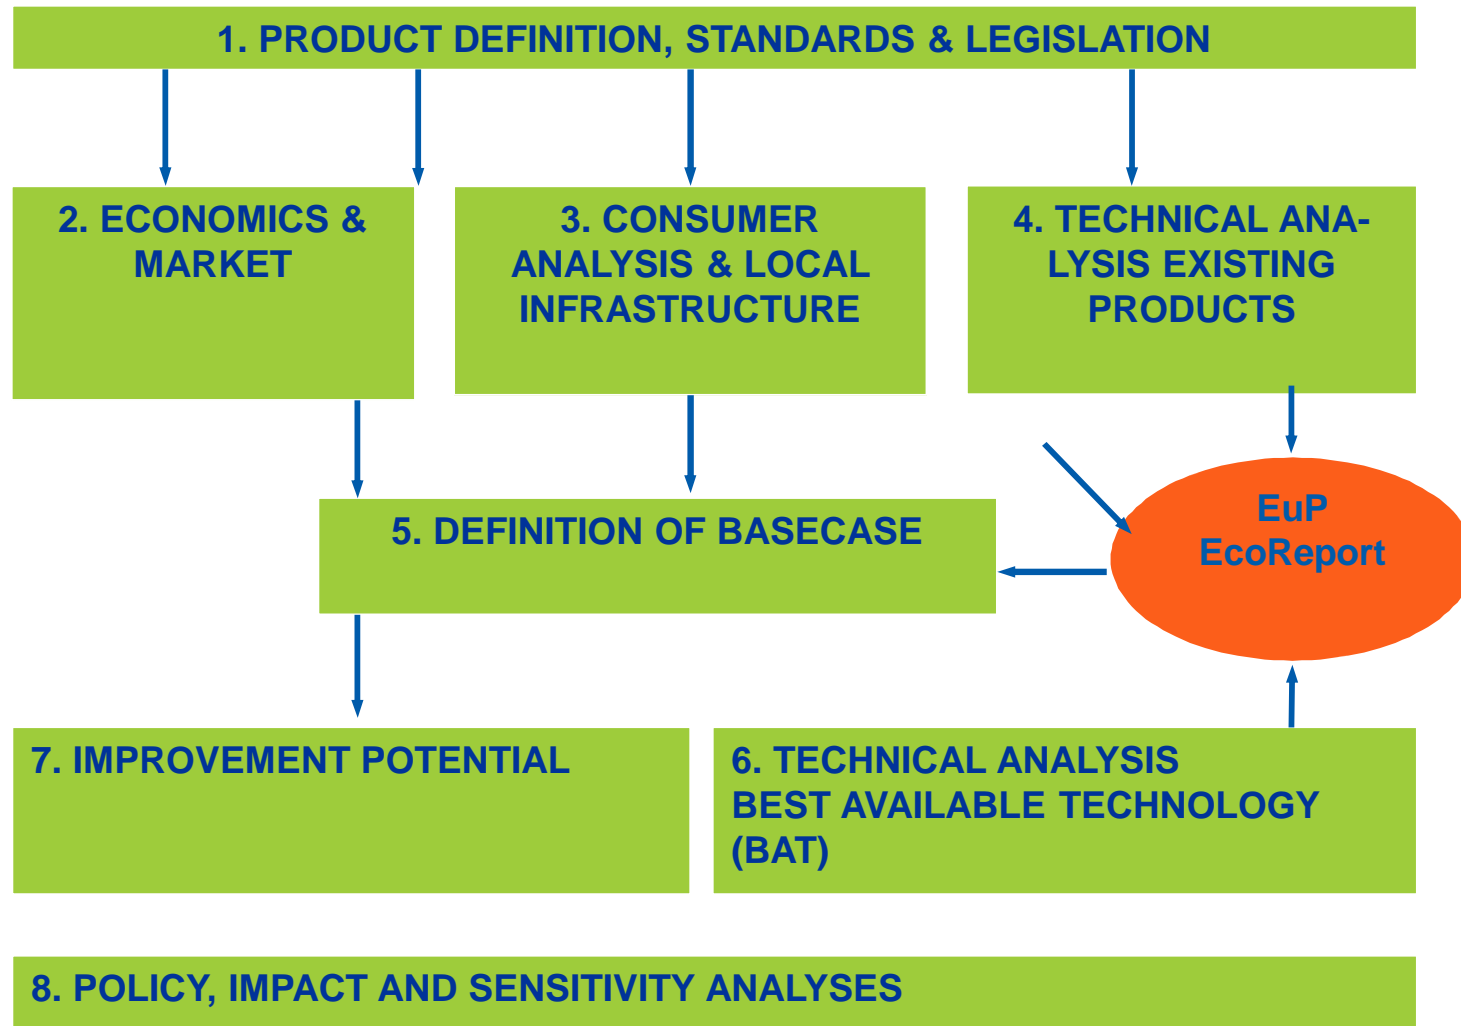 1. PRODUCT DEFINITION, STANDARDS & LEGISLATION
2. ECONOMICS &
MARKET
3. CONSUMER
ANALYSIS & LOCAL
INFRASTRUCTURE
4. TECHNICAL ANA-
LYSIS EXISTING
PRODUCTS
EuP
EcoReport
5. DEFINITION OF BASECASE
7. IMPROVEMENT POTENTIAL
6. TECHNICAL ANALYSIS
BEST AVAILABLE TECHNOLOGY
(BAT)
8. POLICY, IMPACT AND SENSITIVITY ANALYSES